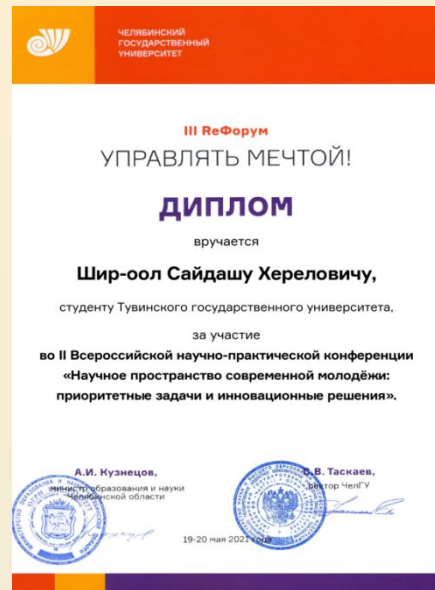 ЧЕЛЯБИНСКИЙ
ГОСУДАРСТВЕННЫЙ
УНИВЕРСИТЕТ
III ReФорум
УПРАВЛЯТЬ МЕЧТОЙ!
ДИПЛОМ
вручается
Шир-оол Сайдашу Хереловичу,
студенту Тувинского государственного университета,
за участие
во II Всероссийской научно-практической конференции
«Научное пространство современной молодёжи:
приоритетные задачи и инновационные решения».
А.И. Кузнецов,
министр образования и науки
Челябинской области
С.В. Таскаев,
ректор ЧелГУ
19-20 мая 2021 года